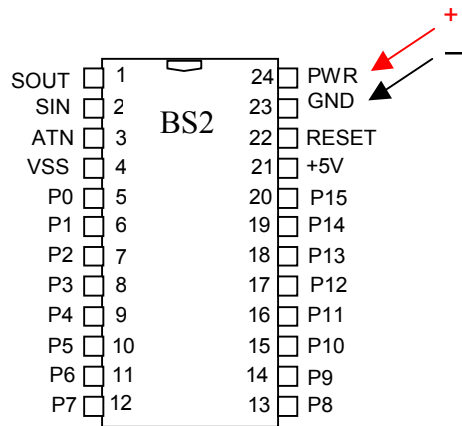 +
SOUT 1 24 PWR −
SIN 2 BS2 23 GND
ATN 3 22 RESET
VSS 4 21 +5V
P0 5 20 P15
P1 6 19 P14
P2 7 18 P13
P3 8 17 P12
P4 9 16 P11
P5 10 15 P10
P6 11 14 P9
P7 12 13 P8